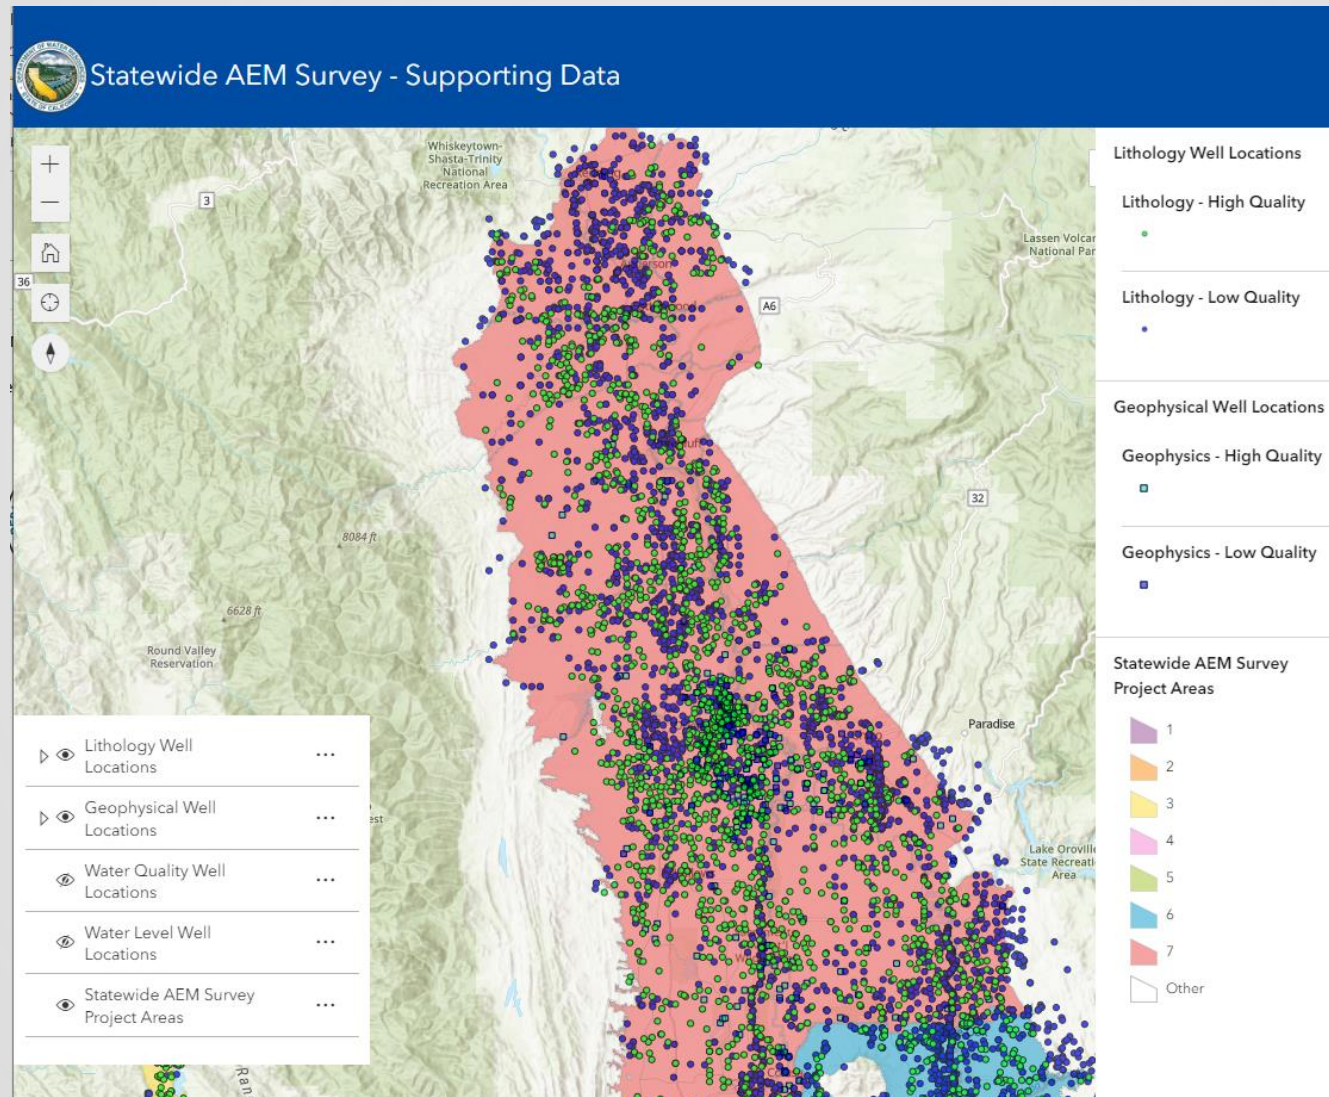 Statewide AEM Survey - Supporting Data
Whiskeytown-
Shasta-Trinity
National
Recreation Area
3
36
A6
32
8084 ft
6628 ft
Round Valley
Reservation
Paradise
Lake Oroville
State Recreati
Area
Lassen Volcar
National Par
Ran
Lithology Well
Locations
Geophysical Well
Locations
Water Quality Well
Locations
Water Level Well
Locations
Statewide AEM Survey
Project Areas
Lithology Well Locations
Lithology - High Quality
Lithology - Low Quality
Geophysical Well Locations
Geophysics - High Quality
Geophysics - Low Quality
Statewide AEM Survey
Project Areas
1
2
3
4
5
6
7
Other